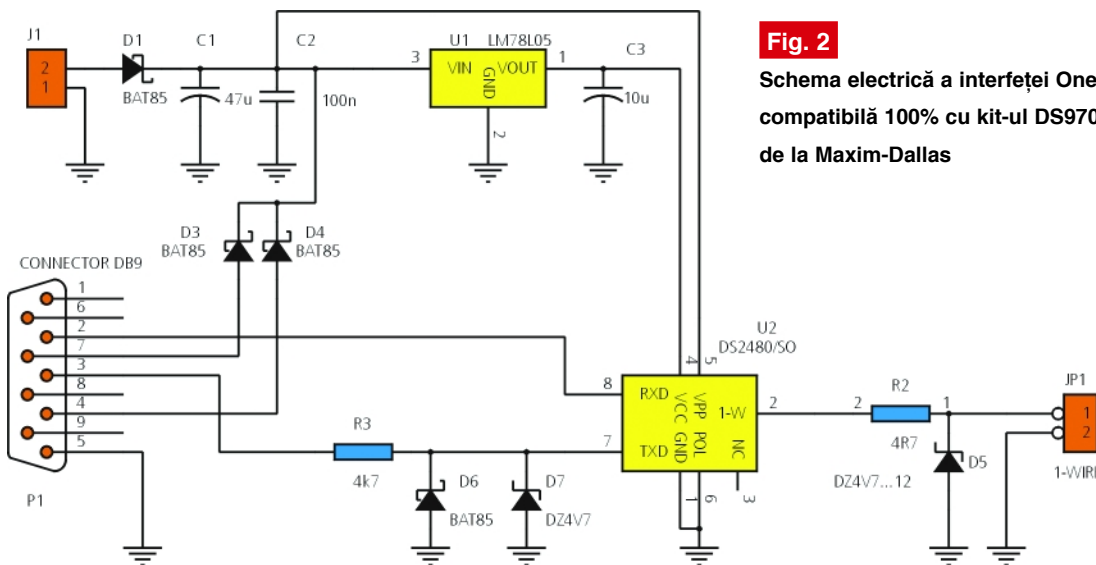 Fig. 2
Schema electrică a interfeței One
compatibilă 100% cu kit-ul DS970
de la Maxim-Dallas
J1
2
1
D1
BAT85
C1
47u
C2
100n
U1
LM78L05
3
VIN
GND
VOUT
1
2
C3
10u
D3
BAT85
D4
BAT85
CONNECTOR DB9
1
6
2
7
3
8
4
9
5
P1
R3
4k7
D6
BAT85
D7
DZ4V7
U2
DS2480/SO
4
5
8
RXD
VCC
VPP
1-W
2
7
TXD
GND
POL
NC
1
6
3
2
R2
1
4R7
DZ4V7...12
D5
JP1
1
2
1-WIR